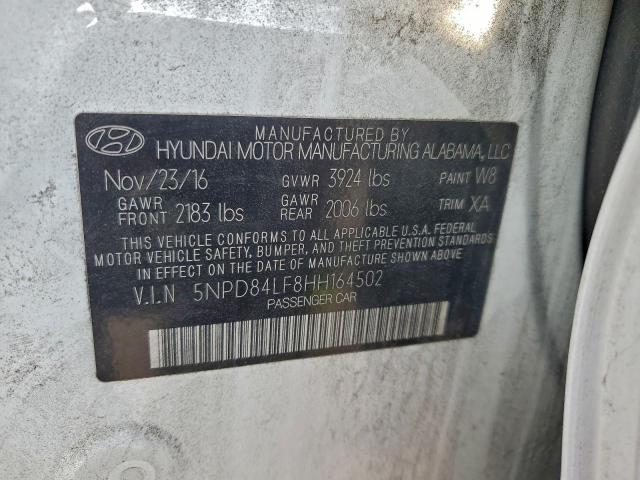 MANUFACTURED BY
HYUNDAI MOTOR MANUFACTURING ALABAMA, LLC
Nov/23/16 GVWR 3924 lbs PAINT W8
GAWR FRONT 2183 lbs GAWR REAR 2006 lbs TRIM XA
THIS VEHICLE CONFORMS TO ALL APPLICABLE U.S.A. FEDERAL
MOTOR VEHICLE SAFETY, BUMPER, AND THEFT PREVENTION STANDARDS
IN EFFECT ON THE DATE OF MANUFACTURE SHOWN ABOVE.
V.I.N 5NPD84LF8HH164502
PASSENGER CAR